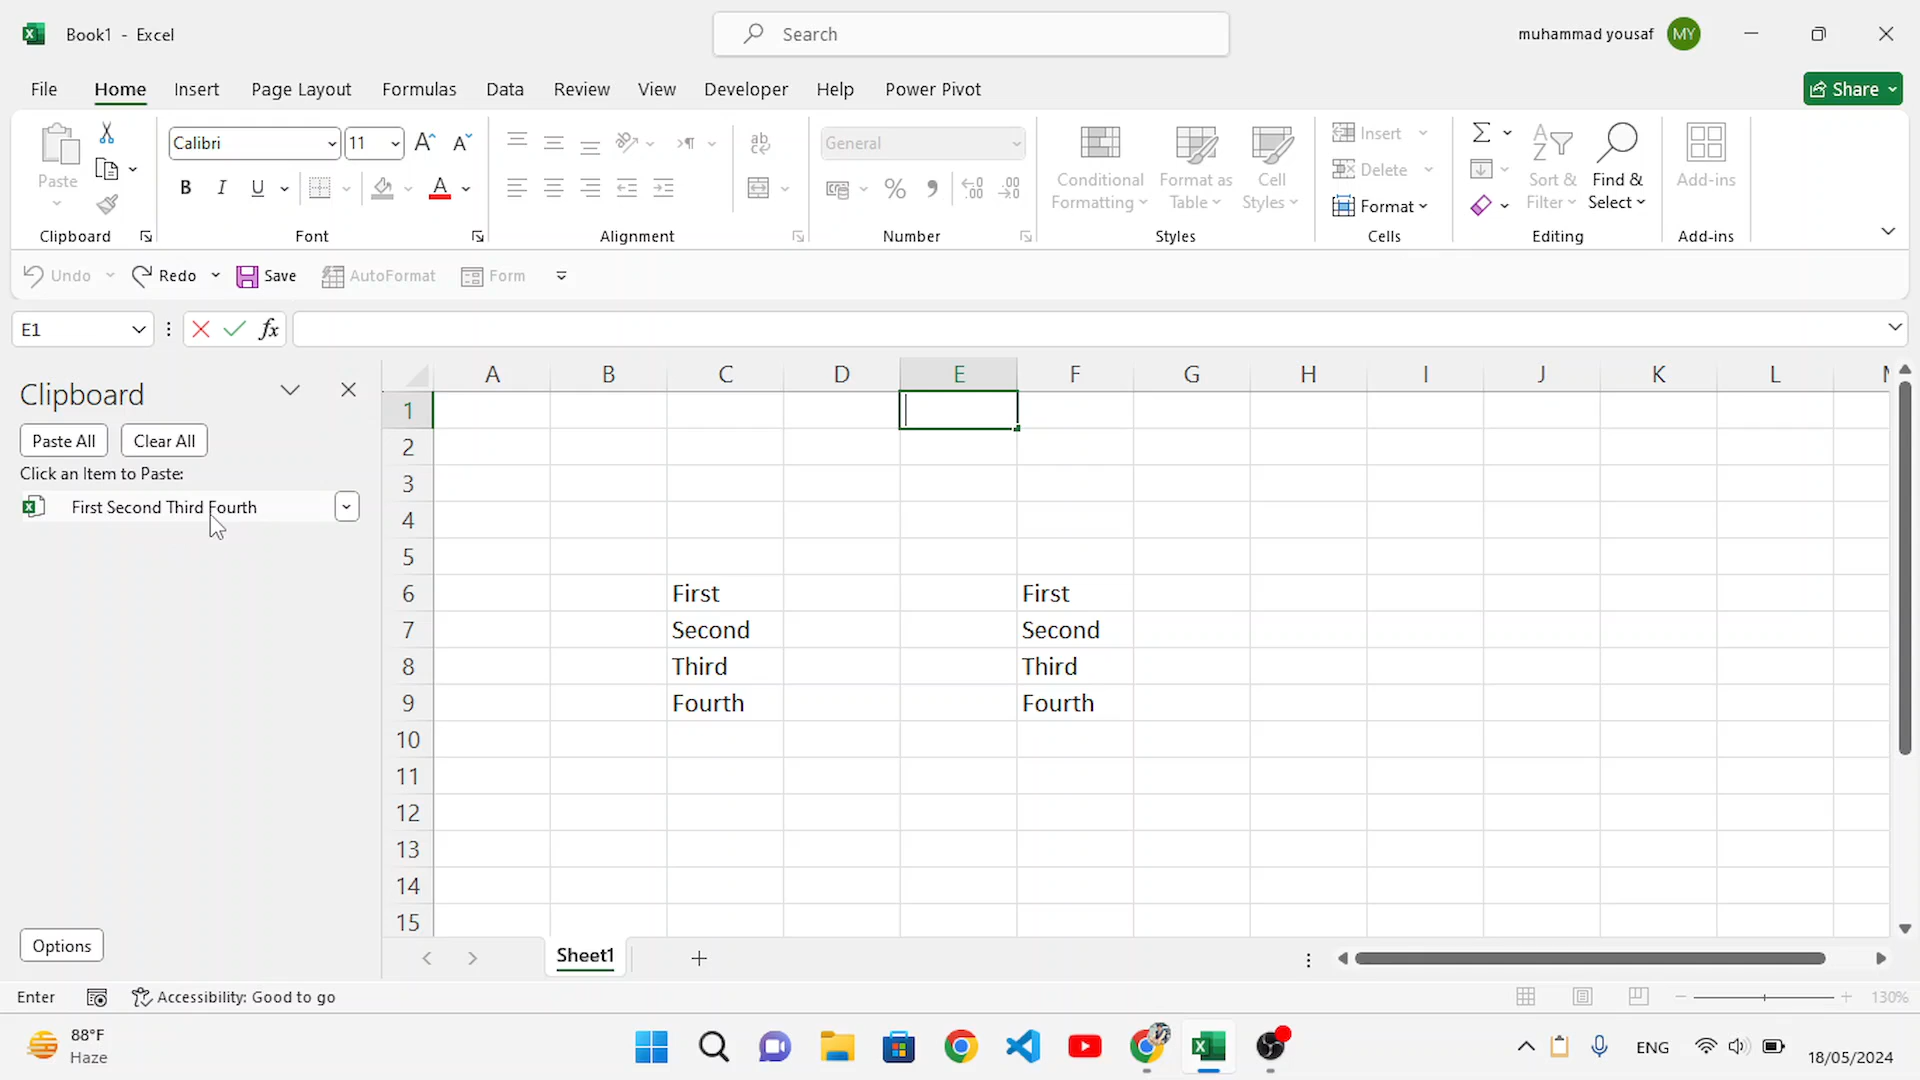 Book1 - Excel
Search
muhammad yousaf
MY
File Home Insert Page Layout Formulas Data Review View Developer Help Power Pivot
Share
Paste
Clipboard
Calibri
11
B I U A
Font
Alignment
General
Number
Conditional Formatting
Format as Table
Cell Styles
Styles
Insert
Delete
Format
Cells
Sort & Filter
Find & Select
Editing
Add-ins
Add-ins
Undo Redo Save AutoFormat Form
E1
fx
Clipboard
Paste All Clear All
Click an Item to Paste:
First Second Third Fourth
Options
A B C D E F G H I J K L
1
2
3
4
5
6 First First
7 Second Second
8 Third Third
9 Fourth Fourth
10
11
12
13
14
15
Sheet1
Enter
Accessibility: Good to go
130%
88°F
Haze
ENG
18/05/2024